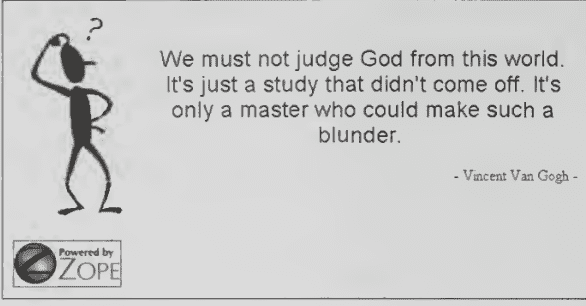 ?
We must not judge God from this world.
It's just a study that didn't come off. It's
only a master who could make such a
blunder.
- Vincent Van Gogh -
Powered by
ZOPE